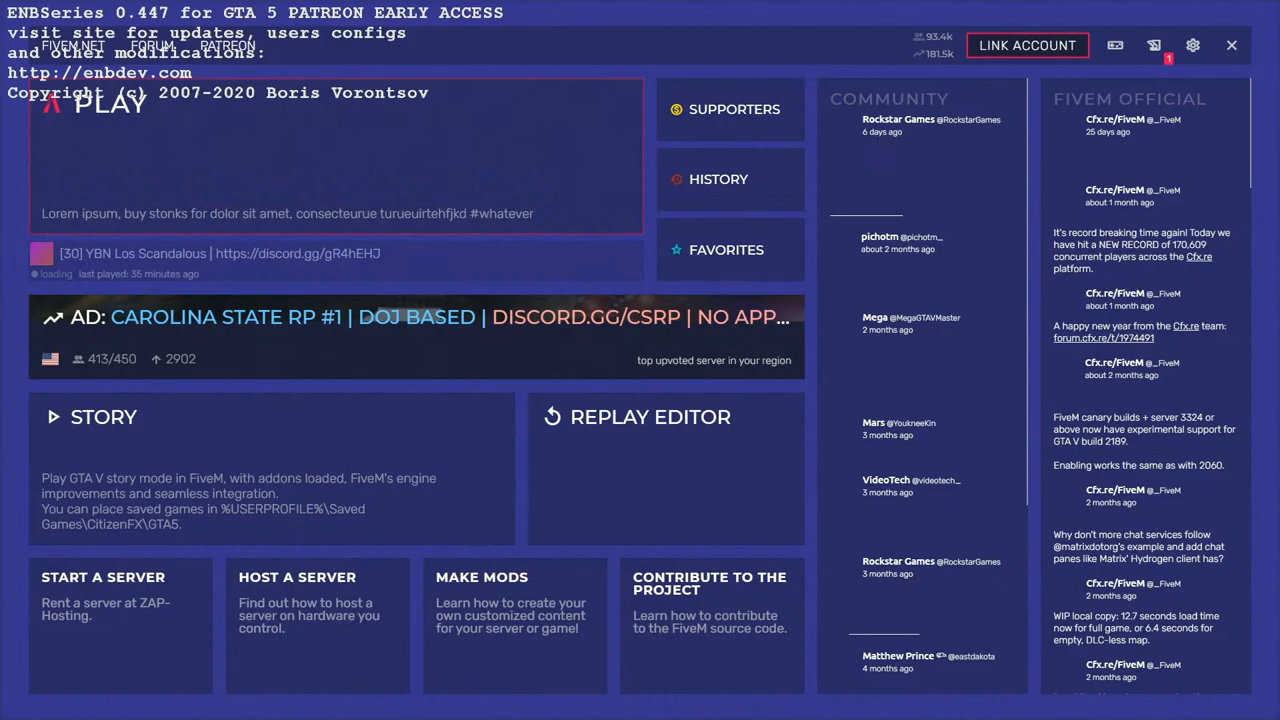 ENBSeries 0.447 for GTA 5 PATREON EARLY ACCESS
visit site for updates, users configs
and other modifications:
http://enbdev.com
Copyright (c) 2007-2020 Boris Vorontsov
FIVEM.NET FORUM PATREON
93.4k
181.5k
LINK ACCOUNT
1
PLAY
Lorem ipsum, buy stonks for dolor sit amet, consecteurue turueuirtehfjkd #whatever
[30] YBN Los Scandalous | https://discord.gg/gR4hEHJ
loading last played: 35 minutes ago
SUPPORTERS
HISTORY
FAVORITES
AD: CAROLINA STATE RP #1 | DOJ BASED | DISCORD.GG/CSRP | NO APP...
413/450 2902
top upvoted server in your region
STORY
Play GTA V story mode in FiveM, with addons loaded, FiveM's engine
improvements and seamless integration.
You can place saved games in %USERPROFILE%\Saved
Games\CitizenFX\GTA5.
REPLAY EDITOR
START A SERVER
Rent a server at ZAP-
Hosting.
HOST A SERVER
Find out how to host a
server on hardware you
control.
MAKE MODS
Learn how to create your
own customized content
for your server or game!
CONTRIBUTE TO THE
PROJECT
Learn how to contribute
to the FiveM source code.
COMMUNITY
Rockstar Games @RockstarGames
6 days ago
pichotm @pichotm_
about 2 months ago
Mega @MegaGTAVMaster
2 months ago
Mars @YoukneeKin
3 months ago
VideoTech @videotech_
3 months ago
Rockstar Games @RockstarGames
3 months ago
Matthew Prince @eastdakota
4 months ago
FIVEM OFFICIAL
Cfx.re/FiveM @_FiveM
25 days ago
Cfx.re/FiveM @_FiveM
about 1 month ago
It's record breaking time again! Today we
have hit a NEW RECORD of 170,609
concurrent players across the Cfx.re
platform.
Cfx.re/FiveM @_FiveM
about 1 month ago
A happy new year from the Cfx.re team:
forum.cfx.re/t/1974491
Cfx.re/FiveM @_FiveM
about 2 months ago
FiveM canary builds + server 3324 or
above now have experimental support for
GTA V build 2189.
Enabling works the same as with 2060.
Cfx.re/FiveM @_FiveM
2 months ago
Why don't more chat services follow
@matrixdotorg's example and add chat
panes like Matrix' Hydrogen client has?
Cfx.re/FiveM @_FiveM
2 months ago
WIP local copy: 12.7 seconds load time
now for full game, or 6.4 seconds for
empty, DLC-less map.
Cfx.re/FiveM @_FiveM
2 months ago